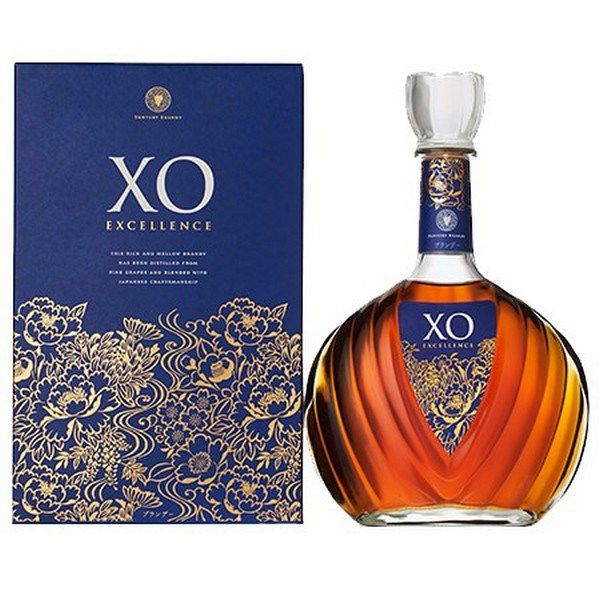 SUNTORY BRANDY
XO
EXCELLENCE
THIS RICH AND MELLOW BRANDY
HAS BEEN DISTILLED FROM
FINE GRAPES AND BLENDED WITH
JAPANESE CRAFTSMANSHIP
ブランデー
SUNTORY BRANDY
ブランデー
XO
EXCELLENCE